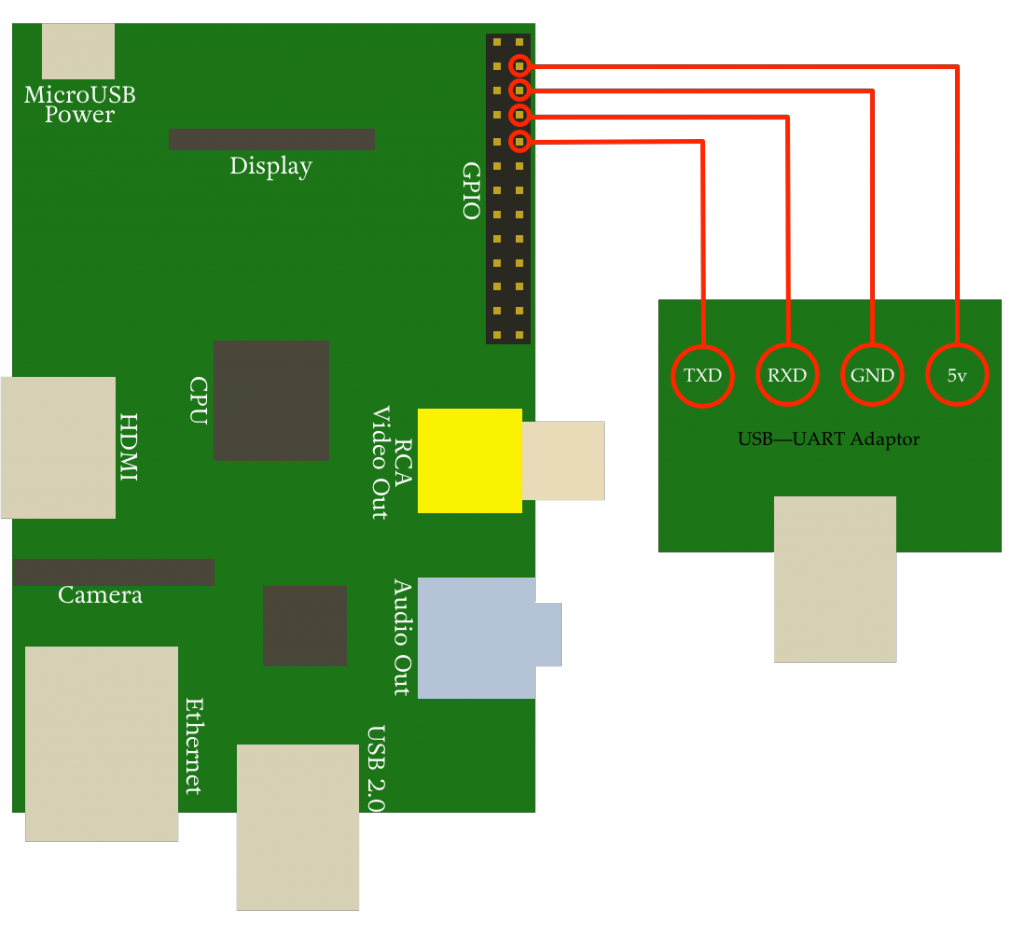 MicroUSB
Power
Display
GPIO
CPU
HDMI
RCA
Video Out
TXD
RXD
GND
5v
USB—UART Adaptor
Camera
Audio Out
Ethernet
USB 2.0